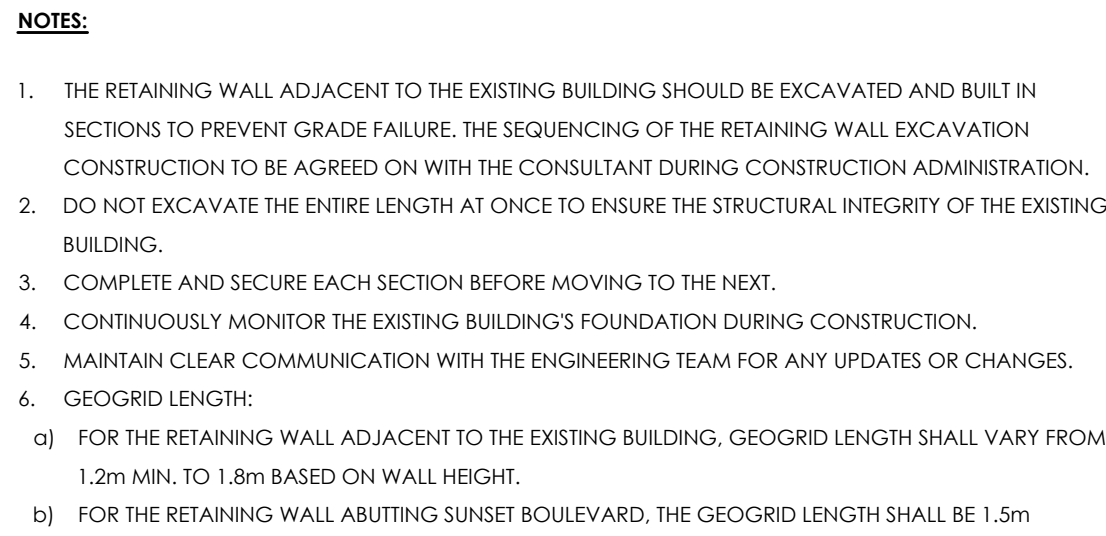 NOTES:
1. THE RETAINING WALL ADJACENT TO THE EXISTING BUILDING SHOULD BE EXCAVATED AND BUILT IN
SECTIONS TO PREVENT GRADE FAILURE. THE SEQUENCING OF THE RETAINING WALL EXCAVATION
CONSTRUCTION TO BE AGREED ON WITH THE CONSULTANT DURING CONSTRUCTION ADMINISTRATION.
2. DO NOT EXCAVATE THE ENTIRE LENGTH AT ONCE TO ENSURE THE STRUCTURAL INTEGRITY OF THE EXISTING
BUILDING.
3. COMPLETE AND SECURE EACH SECTION BEFORE MOVING TO THE NEXT.
4. CONTINUOUSLY MONITOR THE EXISTING BUILDING'S FOUNDATION DURING CONSTRUCTION.
5. MAINTAIN CLEAR COMMUNICATION WITH THE ENGINEERING TEAM FOR ANY UPDATES OR CHANGES.
6. GEOGRID LENGTH:
a) FOR THE RETAINING WALL ADJACENT TO THE EXISTING BUILDING, GEOGRID LENGTH SHALL VARY FROM
1.2m MIN. TO 1.8m BASED ON WALL HEIGHT.
b) FOR THE RETAINING WALL ABUTTING SUNSET BOULEVARD, THE GEOGRID LENGTH SHALL BE 1.5m